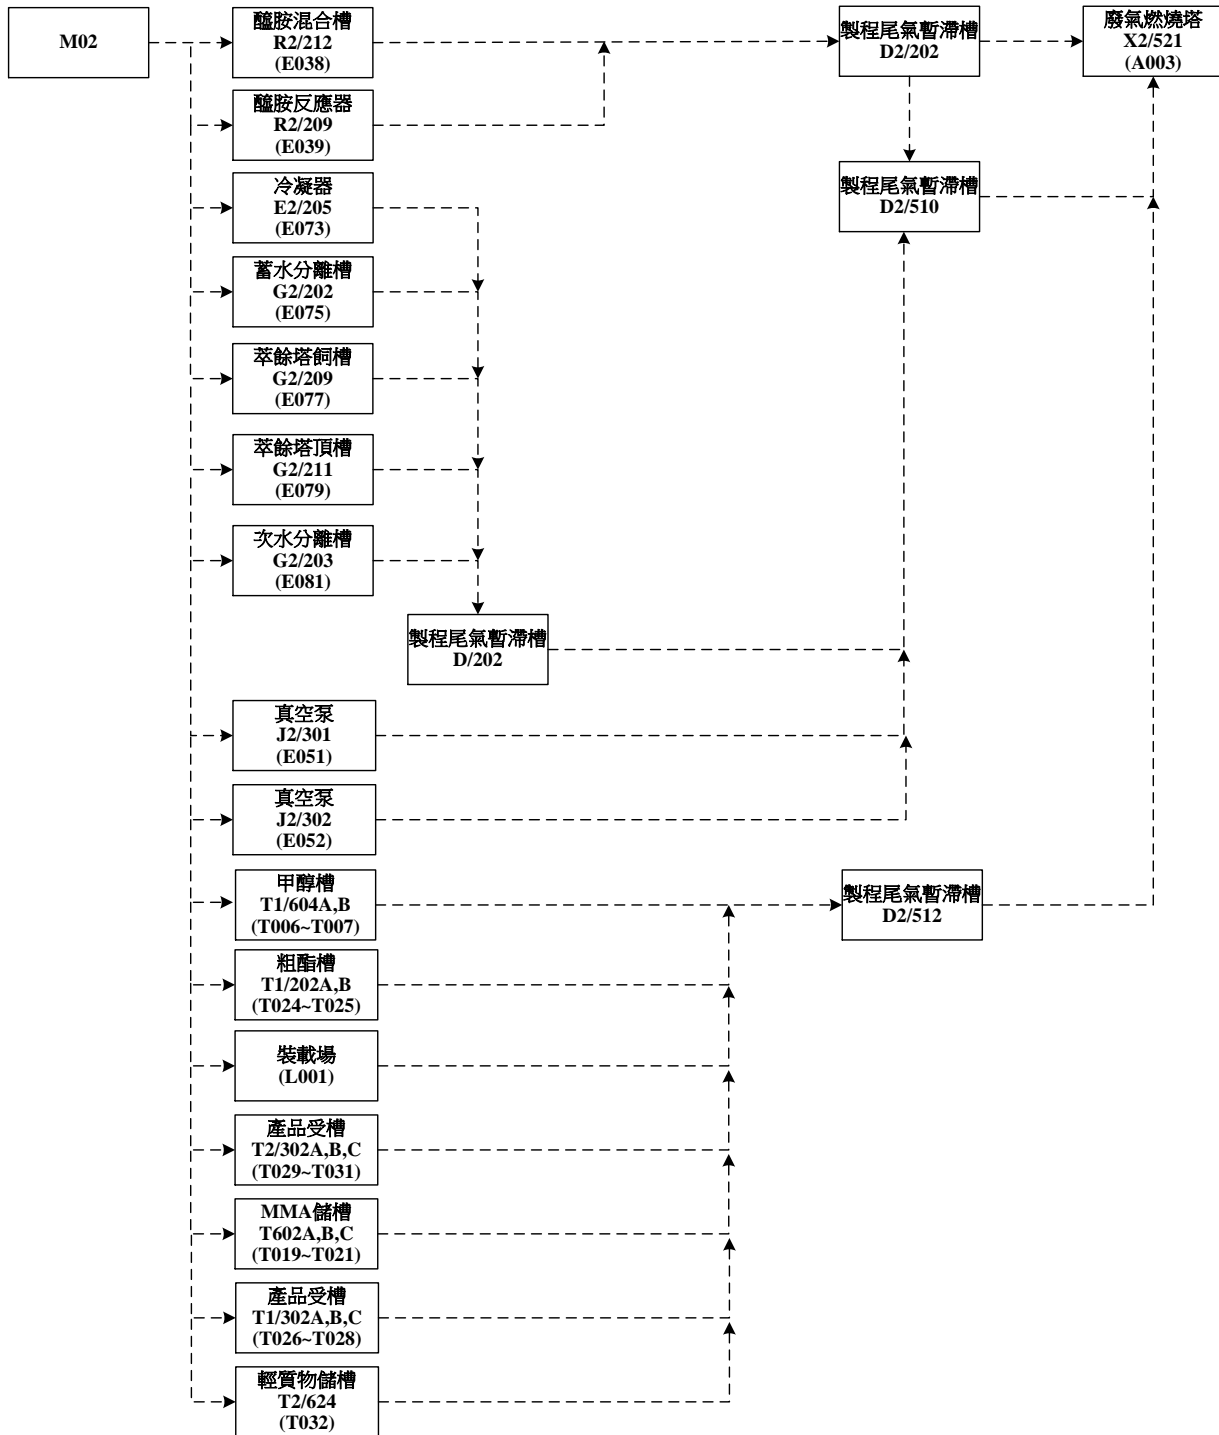 M02
醯胺混合槽
R2/212
(E038)
製程尾氣暫滯槽
D2/202
廢氣燃燒塔
X2/521
(A003)
醯胺反應器
R2/209
(E039)
製程尾氣暫滯槽
D2/510
冷凝器
E2/205
(E073)
蓄水分離槽
G2/202
(E075)
萃餘塔飼槽
G2/209
(E077)
萃餘塔頂槽
G2/211
(E079)
次水分離槽
G2/203
(E081)
製程尾氣暫滯槽
D/202
真空泵
J2/301
(E051)
真空泵
J2/302
(E052)
甲醇槽
T1/604A,B
(T006~T007)
製程尾氣暫滯槽
D2/512
粗酯槽
T1/202A,B
(T024~T025)
裝載場
(L001)
產品受槽
T2/302A,B,C
(T029~T031)
MMA儲槽
T602A,B,C
(T019~T021)
產品受槽
T1/302A,B,C
(T026~T028)
輕質物儲槽
T2/624
(T032)